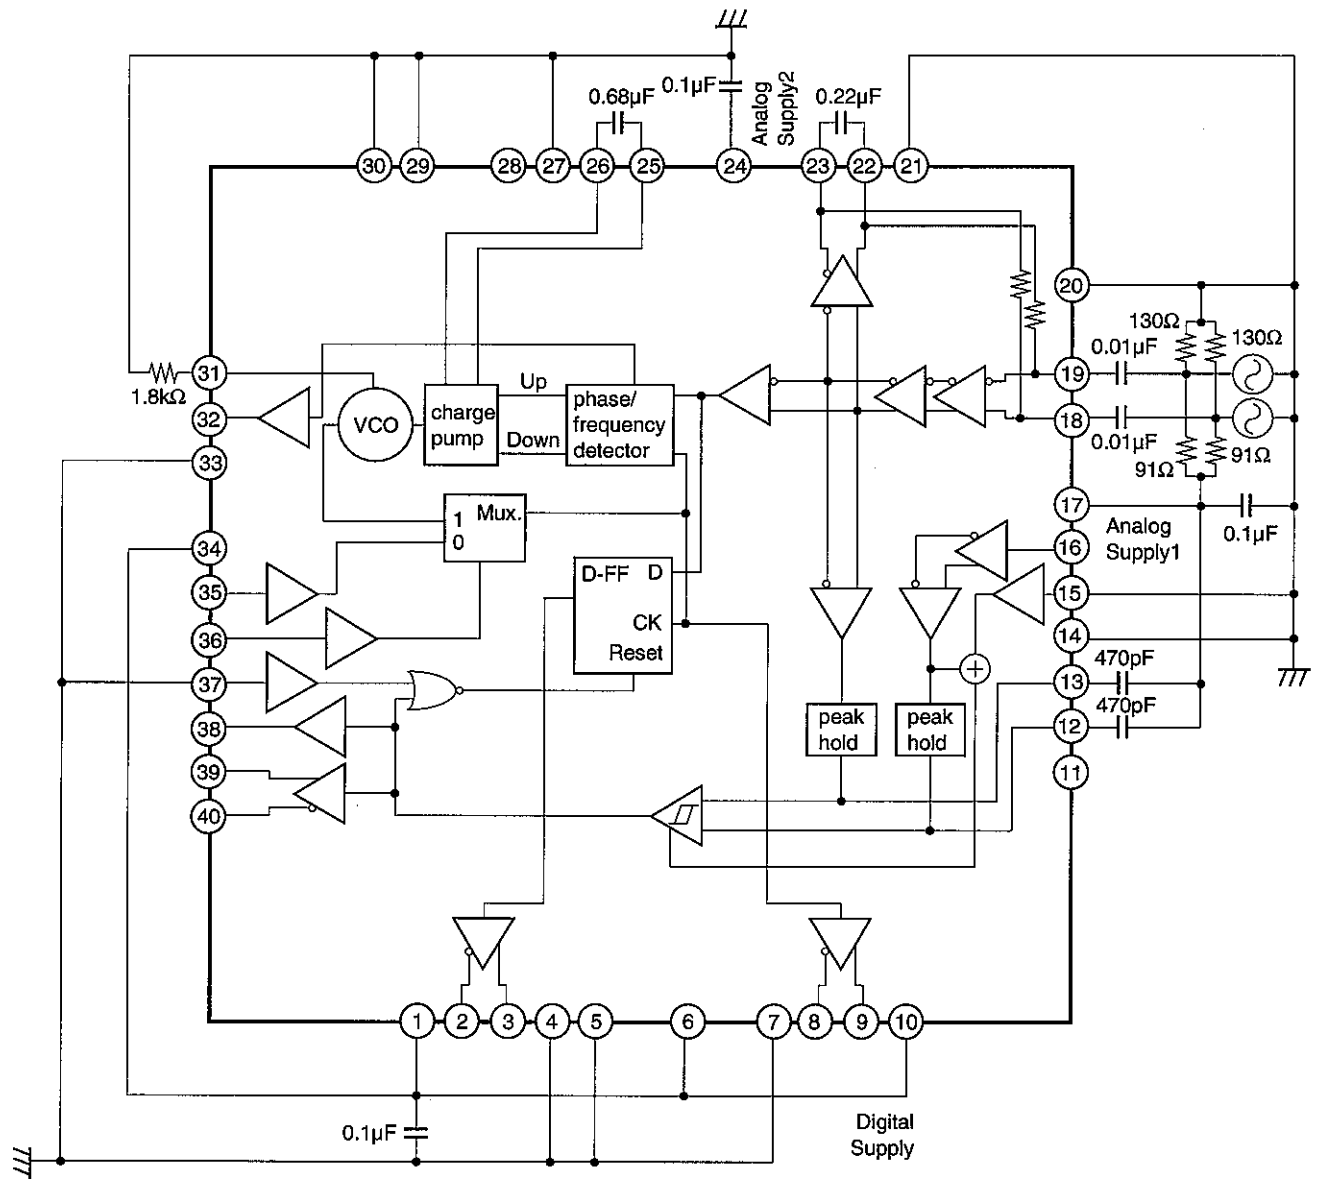 0.1µF
Analog
Supply2
0.68µF
0.22µF
30
29
28
27
26
25
24
23
22
21
20
130Ω
130Ω
0.01µF
31
1.8kΩ
32
33
VCO
charge
pump
Up
Down
phase/
frequency
detector
19
18
0.01µF
91Ω
91Ω
17
Analog
Supply1
0.1µF
34
35
36
37
38
39
40
1
0
Mux.
D-FF D
CK
Reset
16
15
14
13
12
11
+
470pF
470pF
peak
hold
peak
hold
1
2
3
4
5
6
7
8
9
10
0.1µF
Digital
Supply